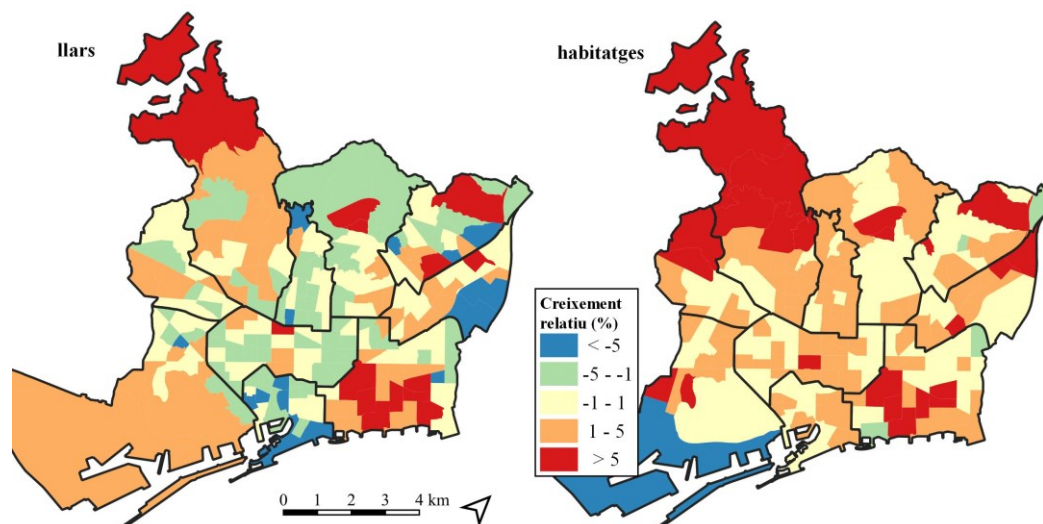 llars
habitatges
Creixement
relatiu (%)
< -5
-5 - -1
-1 - 1
1 - 5
> 5
0 1 2 3 4 km